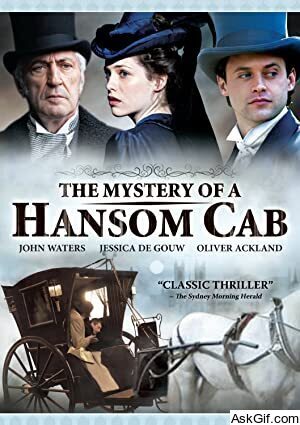 THE MYSTERY OF A
HANSOM CAB
JOHN WATERS JESSICA DE GOUW OLIVER ACKLAND
“CLASSIC THRILLER”
– The Sydney Morning Herald
AskGif.com